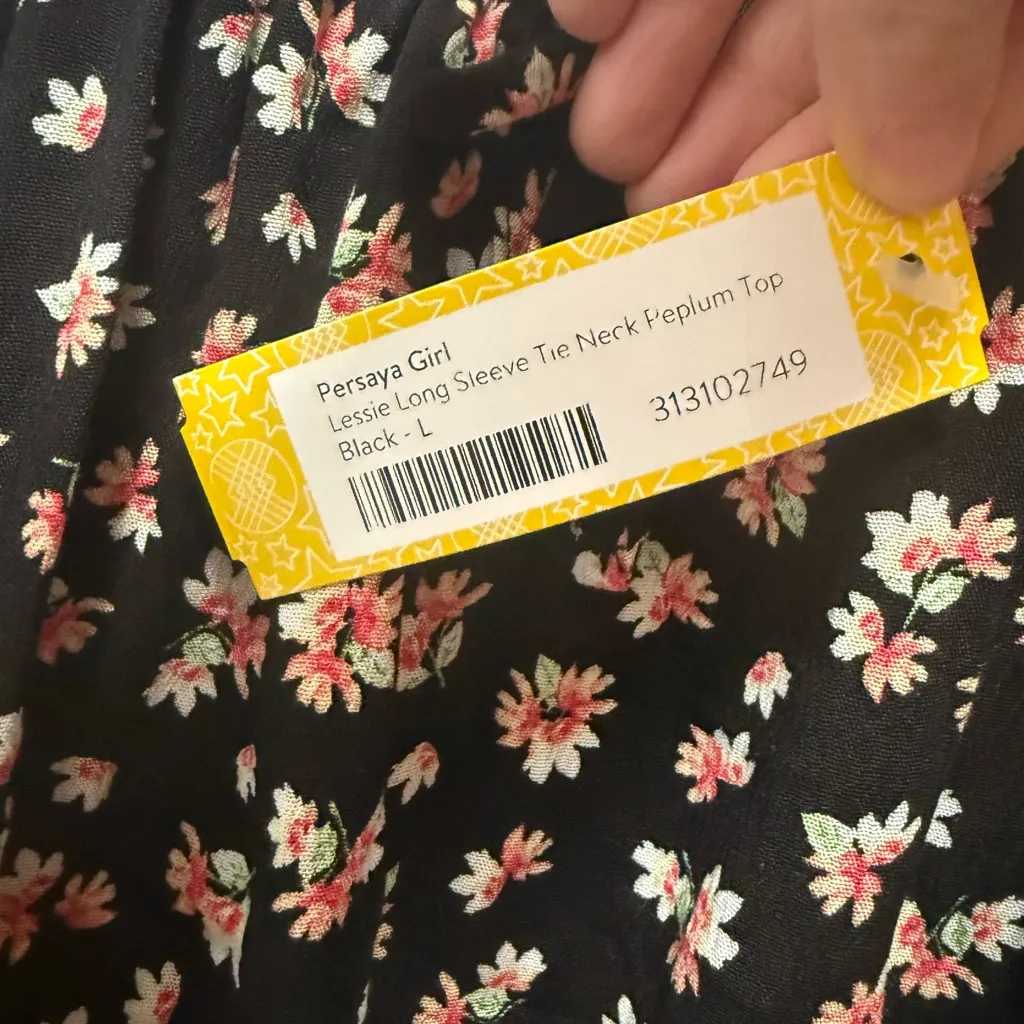 Persaya Girl
Lessie Long Sleeve Tie Neck Peplum Top
Black - L
313102749